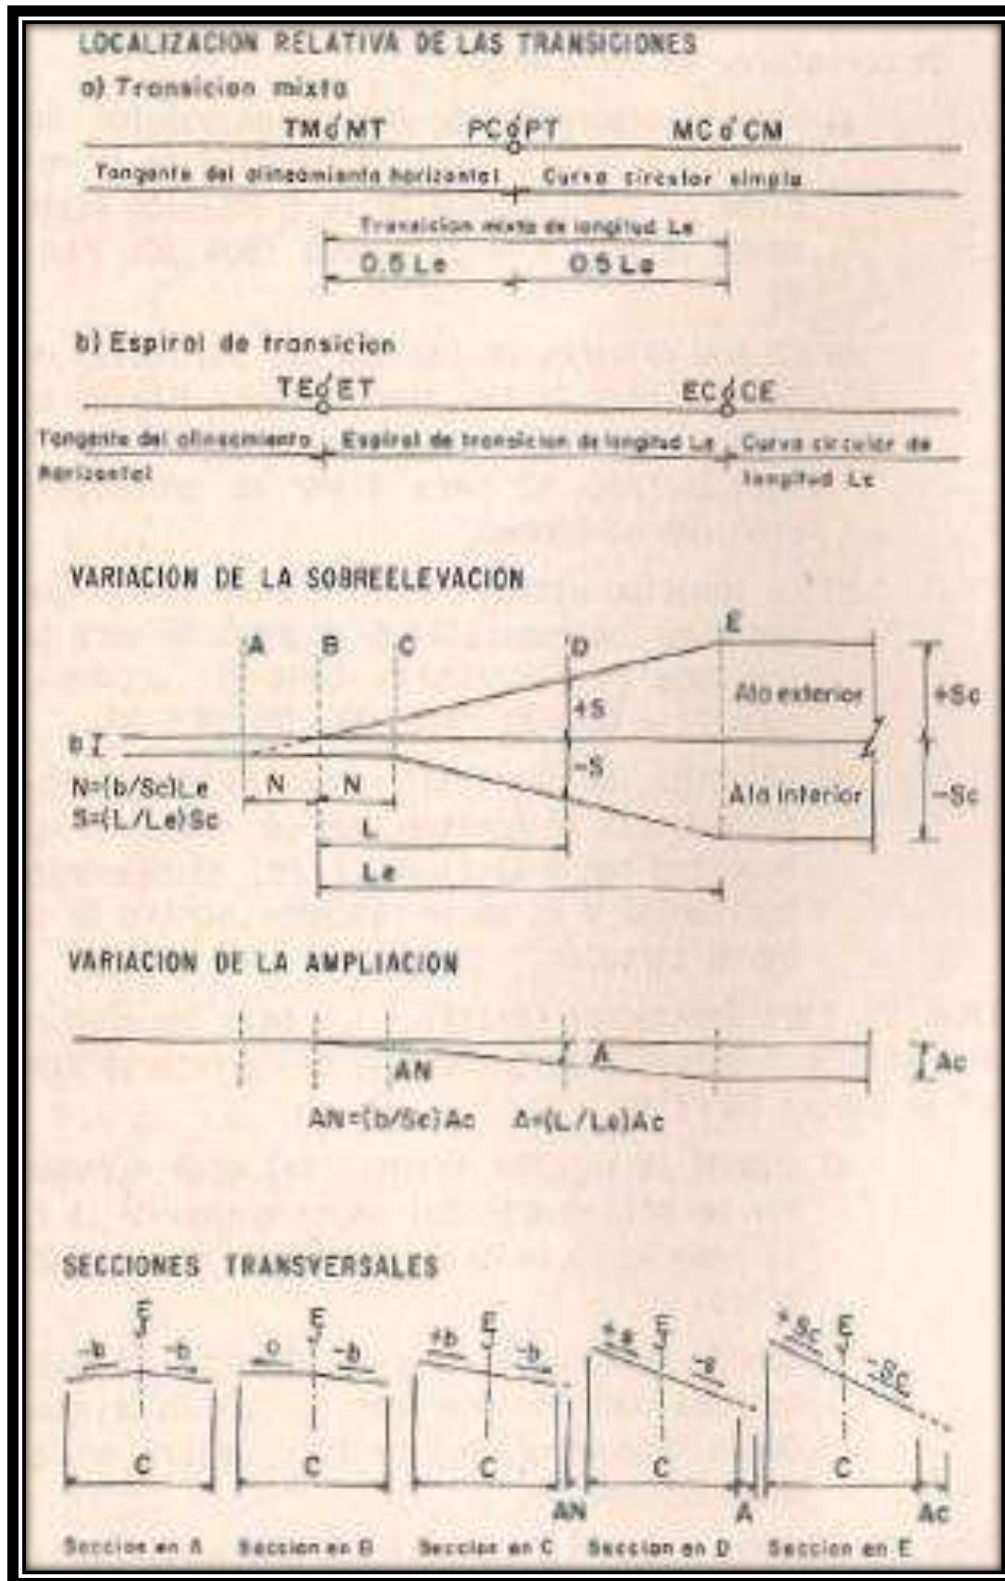 LOCALIZACION RELATIVA DE LAS TRANSICIONES
a) Transicion mixta
TM ó MT PC ó PT MC ó CM
Tangente del alineamiento horizontal Curva circular simple
Transicion mixta de longitud Le
0.5 Le 0.5 Le
b) Espiral de transicion
TE ó ET EC ó CE
Tangente del alineamiento Espiral de transicion de longitud Le Curva circular de
horizontal longitud Lc
VARIACION DE LA SOBREELEVACION
A B C D E
+S Ala exterior +Sc
b
-S Ala interior -Sc
N=(b/Sc)Le N N
S=(L/Le)Sc
L
Le
VARIACION DE LA AMPLIACION
AN A Ac
AN=(b/Sc)Ac A=(L/Le)Ac
SECCIONES TRANSVERSALES
-b -b 0 -b +b -b +s -s +Sc -Sc
C C C C C
AN A Ac
Seccion en A Seccion en B Seccion en C Seccion en D Seccion en E